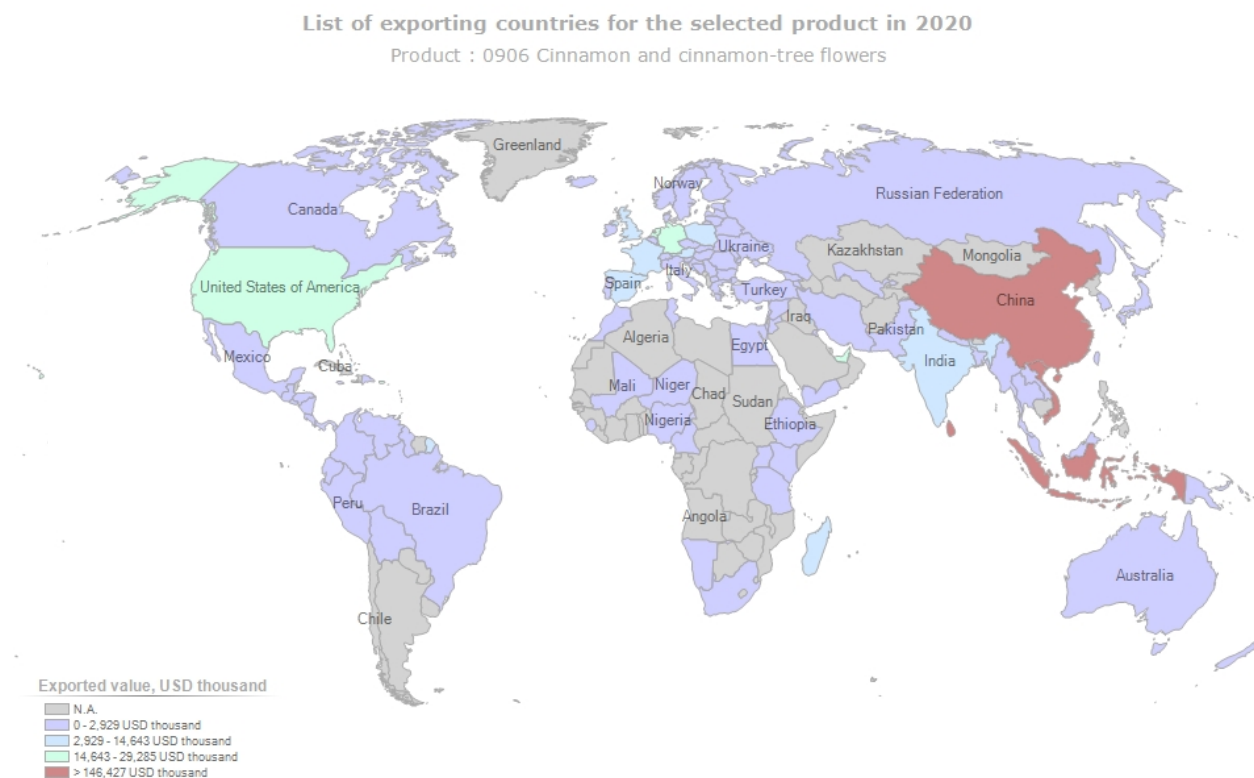 List of exporting countries for the selected product in 2020
Product : 0906 Cinnamon and cinnamon-tree flowers
Greenland
Norway
Russian Federation
Canada
Ukraine
Kazakhstan
Mongolia
Italy
Spain
United States of America
Turkey
China
Iraq
Pakistan
Algeria
Egypt
Mexico
Cuba
India
Mali
Niger
Chad
Sudan
Nigeria
Ethiopia
Peru
Brazil
Angola
Australia
Chile
Exported value, USD thousand
N.A.
0 - 2,929 USD thousand
2,929 - 14,643 USD thousand
14,643 - 29,285 USD thousand
> 146,427 USD thousand